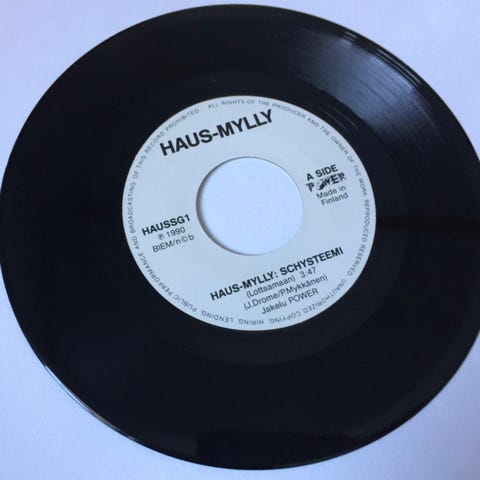 ALL RIGHTS OF THE PRODUCER AND THE OWNER OF THE WORK REPRODUCED RESERVED. UNAUTHORIZED COPYING, HIRING, LENDING, PUBLIC PERFORMANCE AND BROADCASTING OF THIS RECORD PROHIBITED
HAUS-MYLLY
A SIDE
POWER
Made in
Finland
HAUSSG1
℗ 1990
BIEM/n©b
HAUS-MYLLY: SCHYSTEEMI
(Lottsamaan) 3:47
(J.Drome/P.Mykkänen)
Jakelu POWER